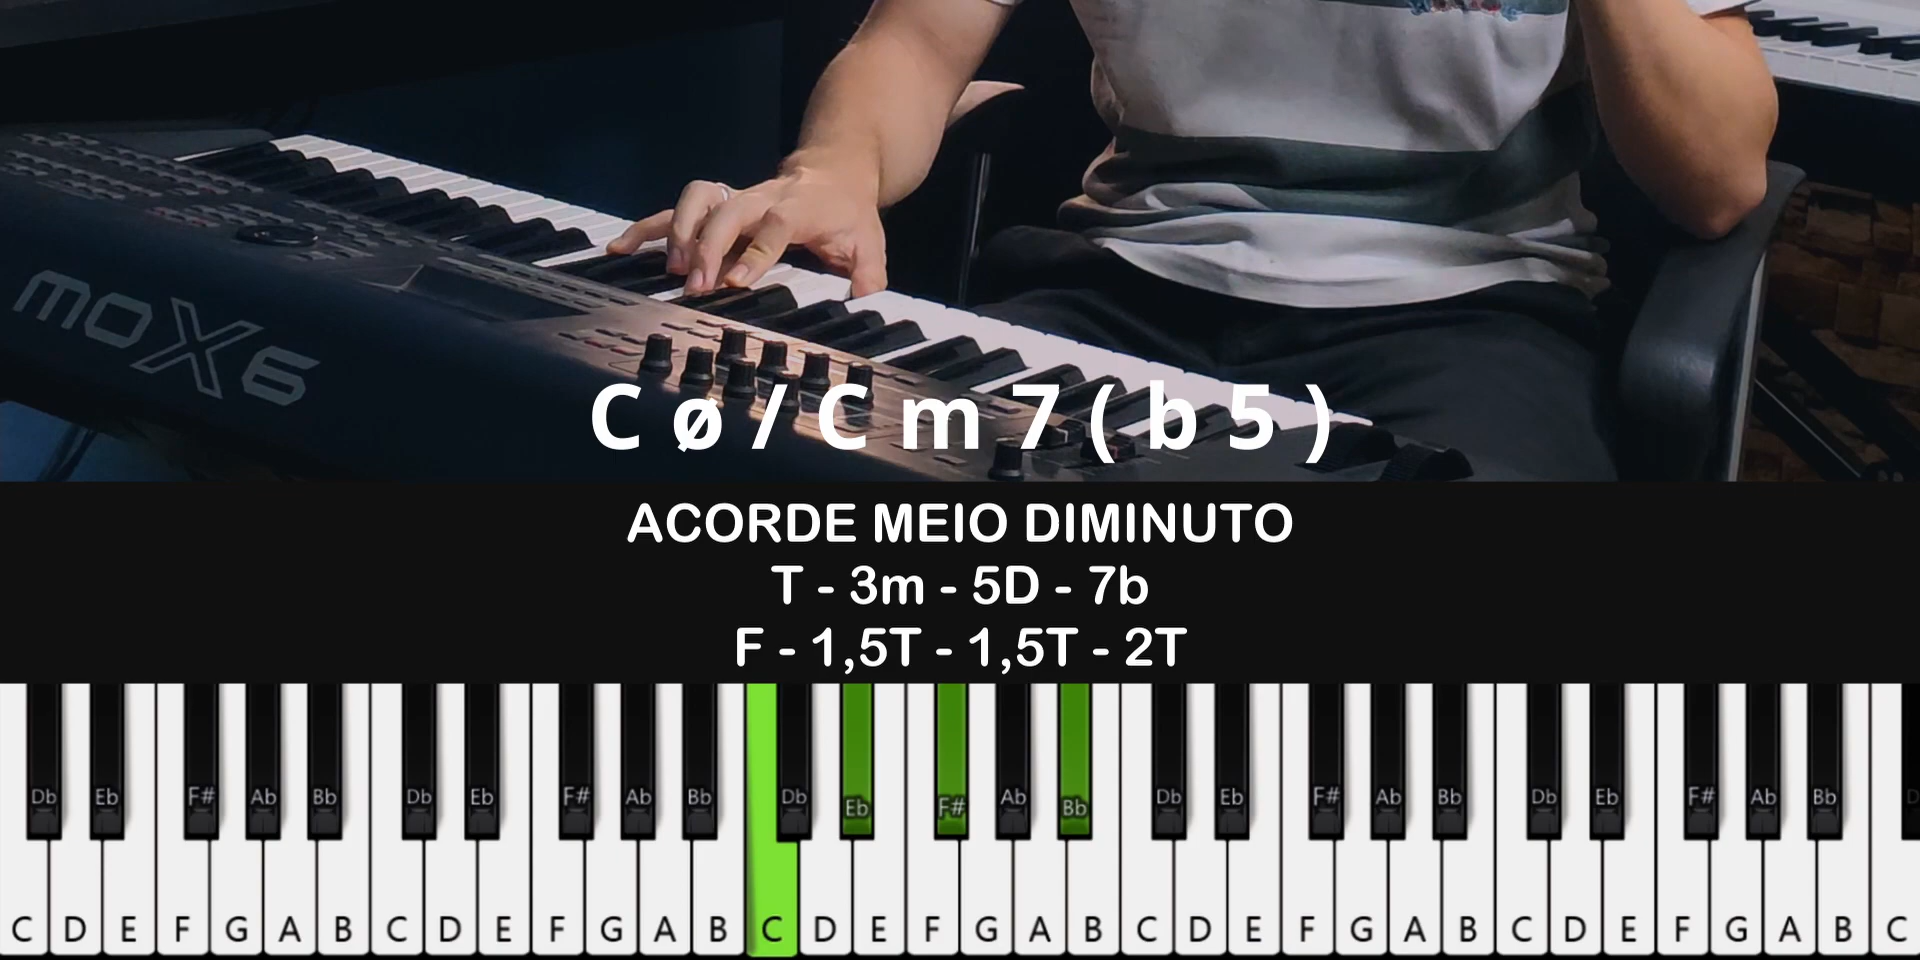 moX6
C ø / C m 7 ( b 5 )
ACORDE MEIO DIMINUTO
T - 3m - 5D - 7b
F - 1,5T - 1,5T - 2T
Db Eb F# Ab Bb Db Eb F# Ab Bb Db Eb F# Ab Bb Db Eb F# Ab Bb Db Eb F# Ab Bb D
C D E F G A B C D E F G A B C D E F G A B C D E F G A B C D E F G A B C